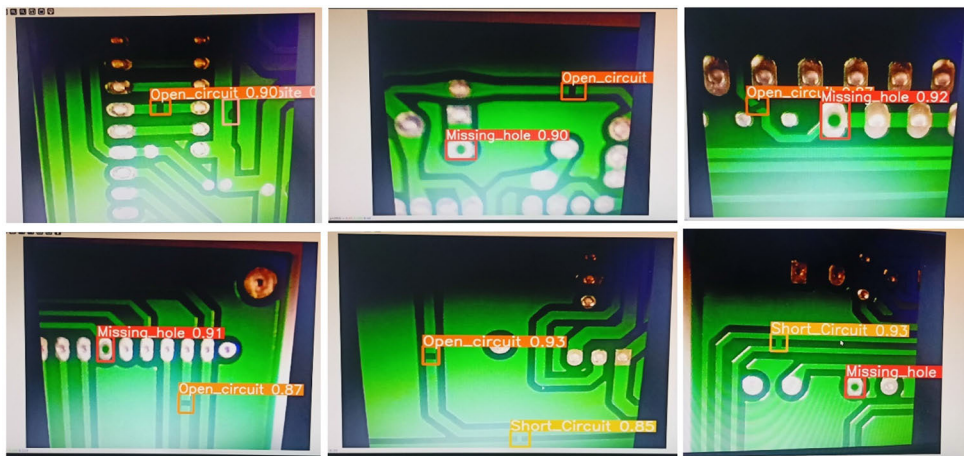 Open_circuit 0.90
Open_circuit
Missing_hole 0.90
Missing_hole 0.92
Missing_hole 0.91
Open_circuit 0.87
Open_circuit 0.93
Short_Circuit 0.85
Short_Circuit 0.93
Missing_hole